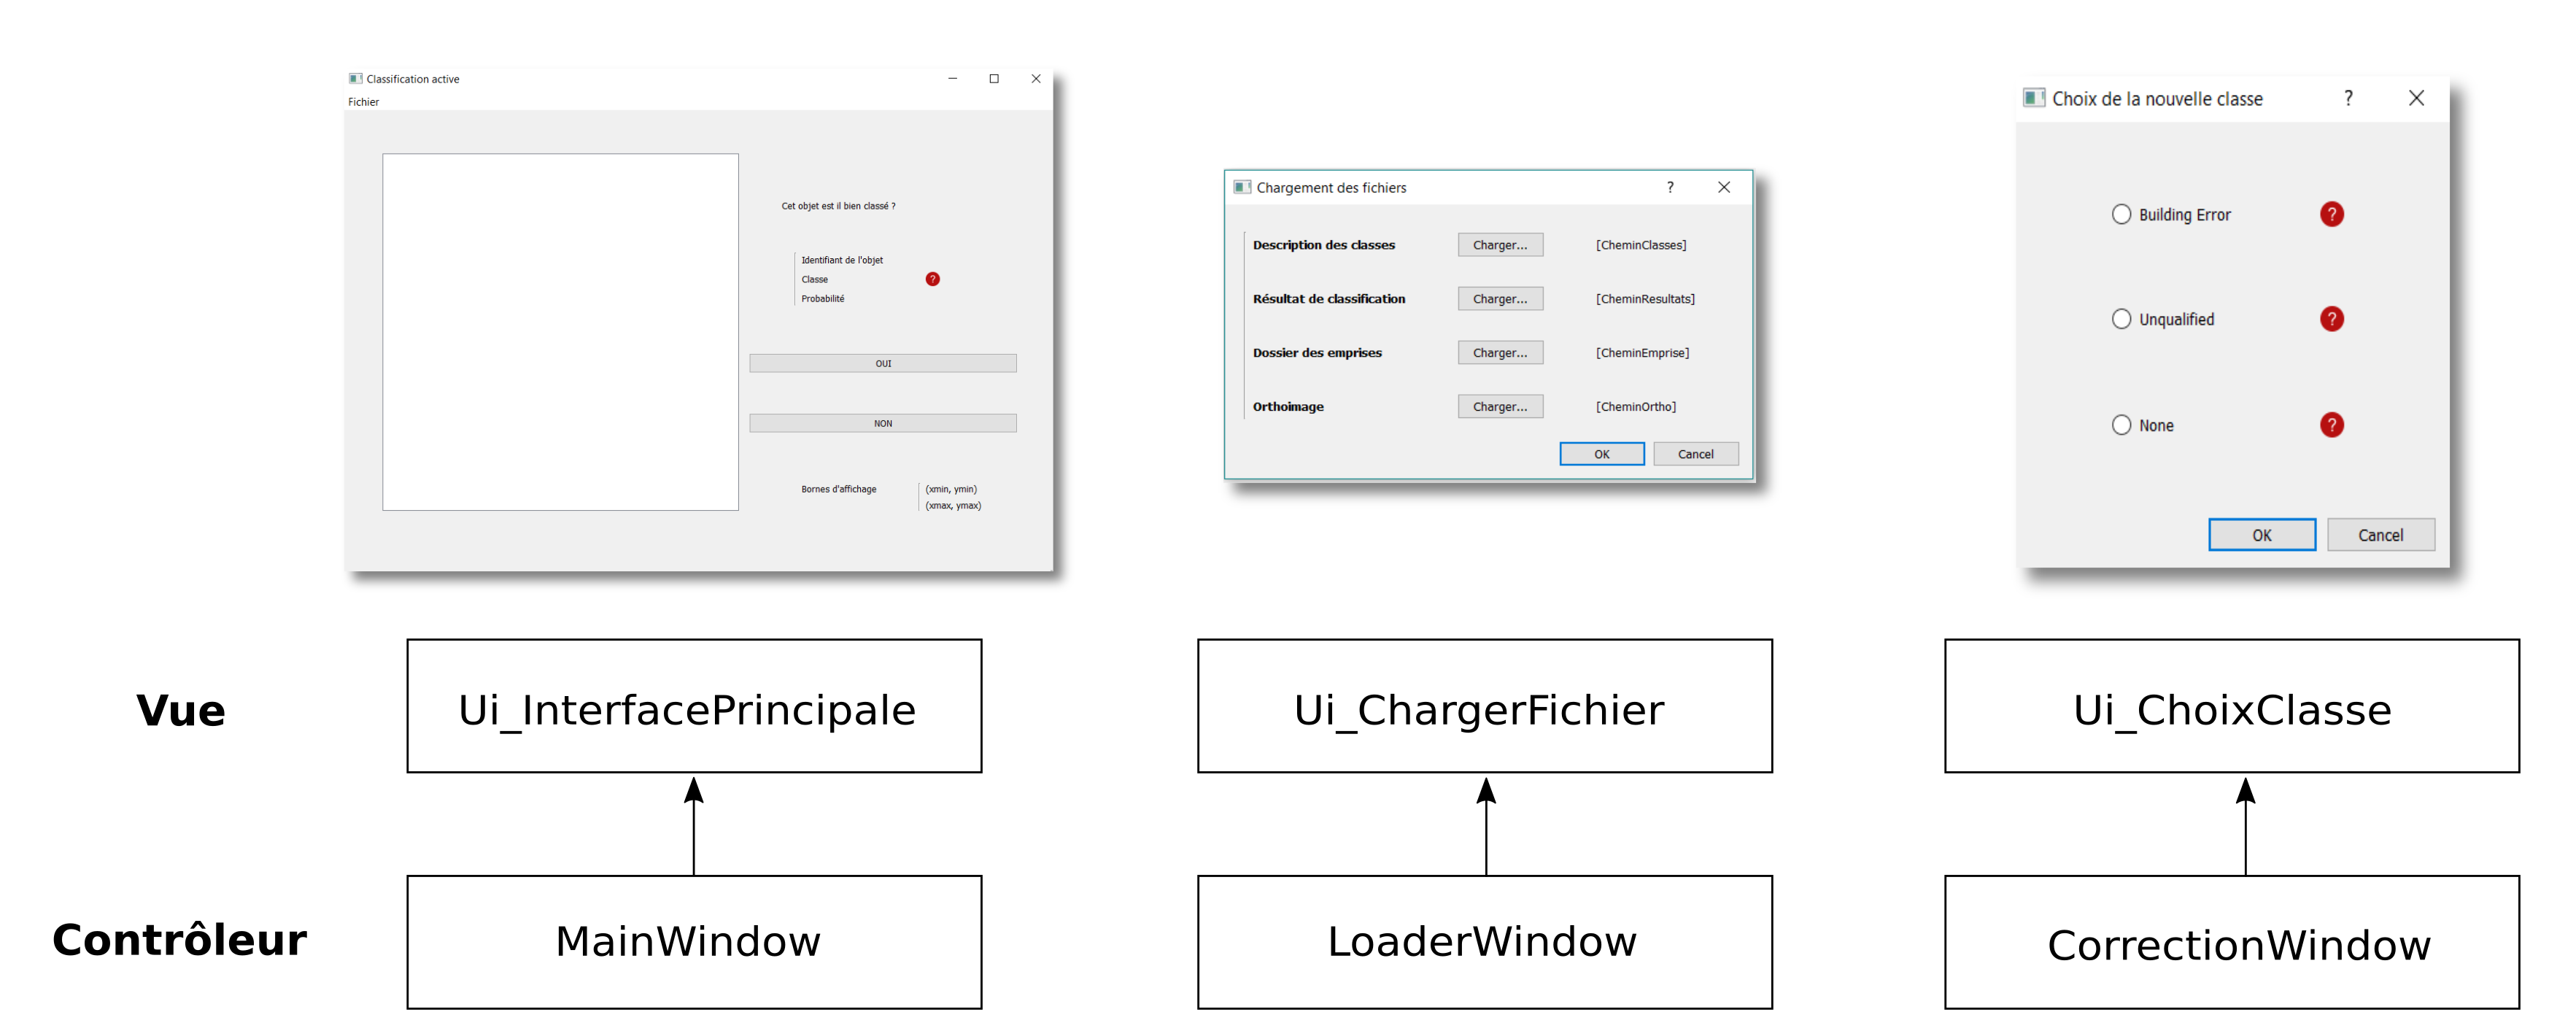 Classification active
Fichier
Cet objet est il bien classé ?
Identifiant de l'objet
Classe ?
Probabilité
OUI
NON
Bornes d'affichage (xmin, ymin)
(xmax, ymax)
Chargement des fichiers ?
Description des classes Charger... [CheminClasses]
Résultat de classification Charger... [CheminResultats]
Dossier des emprises Charger... [CheminEmprise]
Orthoimage Charger... [CheminOrtho]
OK Cancel
Choix de la nouvelle classe ?
Building Error ?
Unqualified ?
None ?
OK Cancel
Vue Ui_InterfacePrincipale Ui_ChargerFichier Ui_ChoixClasse
Contrôleur MainWindow LoaderWindow CorrectionWindow